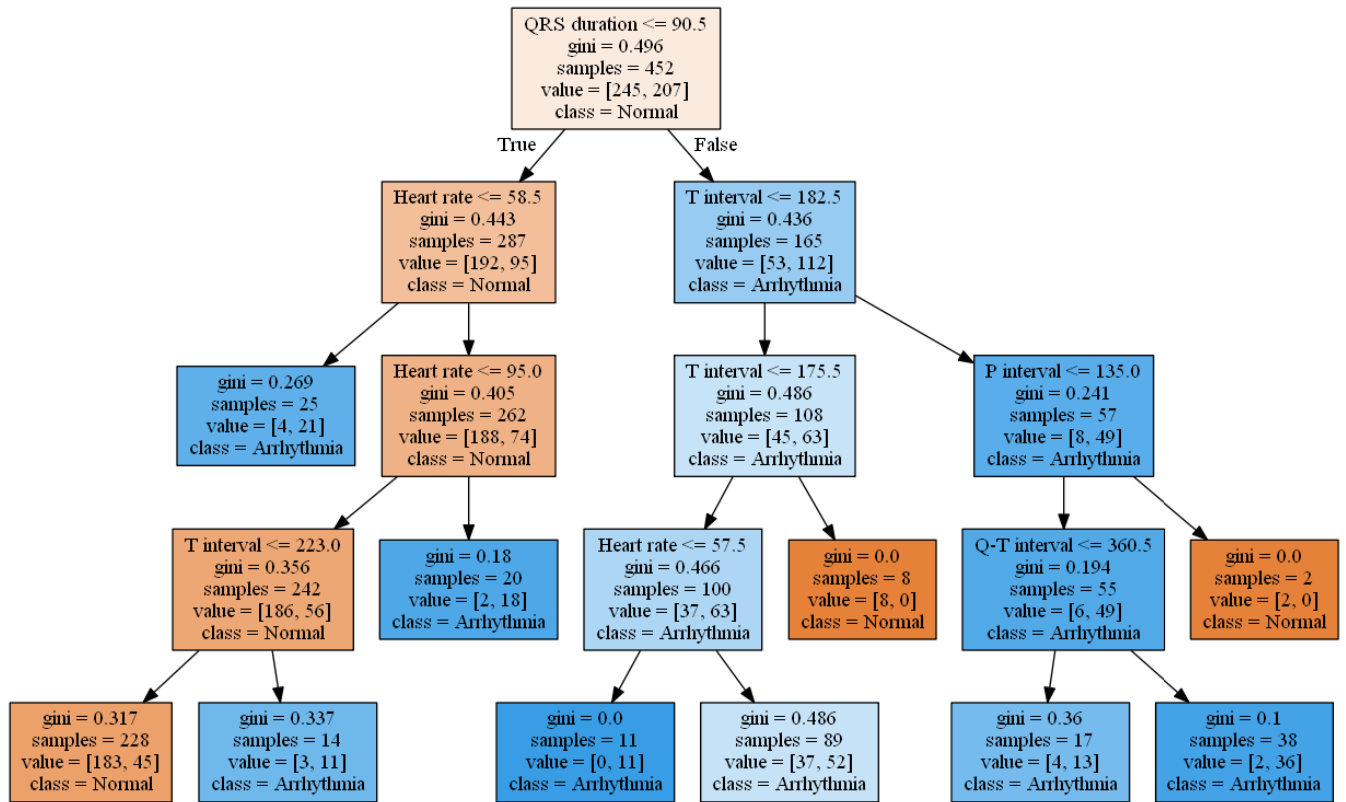 QRS duration <= 90.5
gini = 0.496
samples = 452
value = [245, 207]
class = Normal
True
False
Heart rate <= 58.5
gini = 0.443
samples = 287
value = [192, 95]
class = Normal
T interval <= 182.5
gini = 0.436
samples = 165
value = [53, 112]
class = Arrhythmia
gini = 0.269
samples = 25
value = [4, 21]
class = Arrhythmia
Heart rate <= 95.0
gini = 0.405
samples = 262
value = [188, 74]
class = Normal
T interval <= 175.5
gini = 0.486
samples = 108
value = [45, 63]
class = Arrhythmia
P interval <= 135.0
gini = 0.241
samples = 57
value = [8, 49]
class = Arrhythmia
T interval <= 223.0
gini = 0.356
samples = 242
value = [186, 56]
class = Normal
gini = 0.18
samples = 20
value = [2, 18]
class = Arrhythmia
Heart rate <= 57.5
gini = 0.466
samples = 100
value = [37, 63]
class = Arrhythmia
gini = 0.0
samples = 8
value = [8, 0]
class = Normal
Q-T interval <= 360.5
gini = 0.194
samples = 55
value = [6, 49]
class = Arrhythmia
gini = 0.0
samples = 2
value = [2, 0]
class = Normal
gini = 0.317
samples = 228
value = [183, 45]
class = Normal
gini = 0.337
samples = 14
value = [3, 11]
class = Arrhythmia
gini = 0.0
samples = 11
value = [0, 11]
class = Arrhythmia
gini = 0.486
samples = 89
value = [37, 52]
class = Arrhythmia
gini = 0.36
samples = 17
value = [4, 13]
class = Arrhythmia
gini = 0.1
samples = 38
value = [2, 36]
class = Arrhythmia